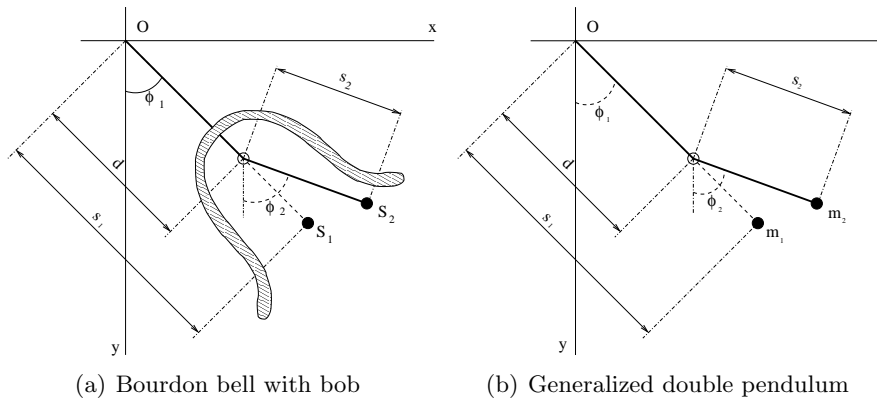 O
x
s₂
ϕ₁
d
s₁
ϕ₂
S₂
S₁
y
(a) Bourdon bell with bob
O
x
s₂
ϕ₁
d
s₁
ϕ₂
m₂
m₁
y
(b) Generalized double pendulum